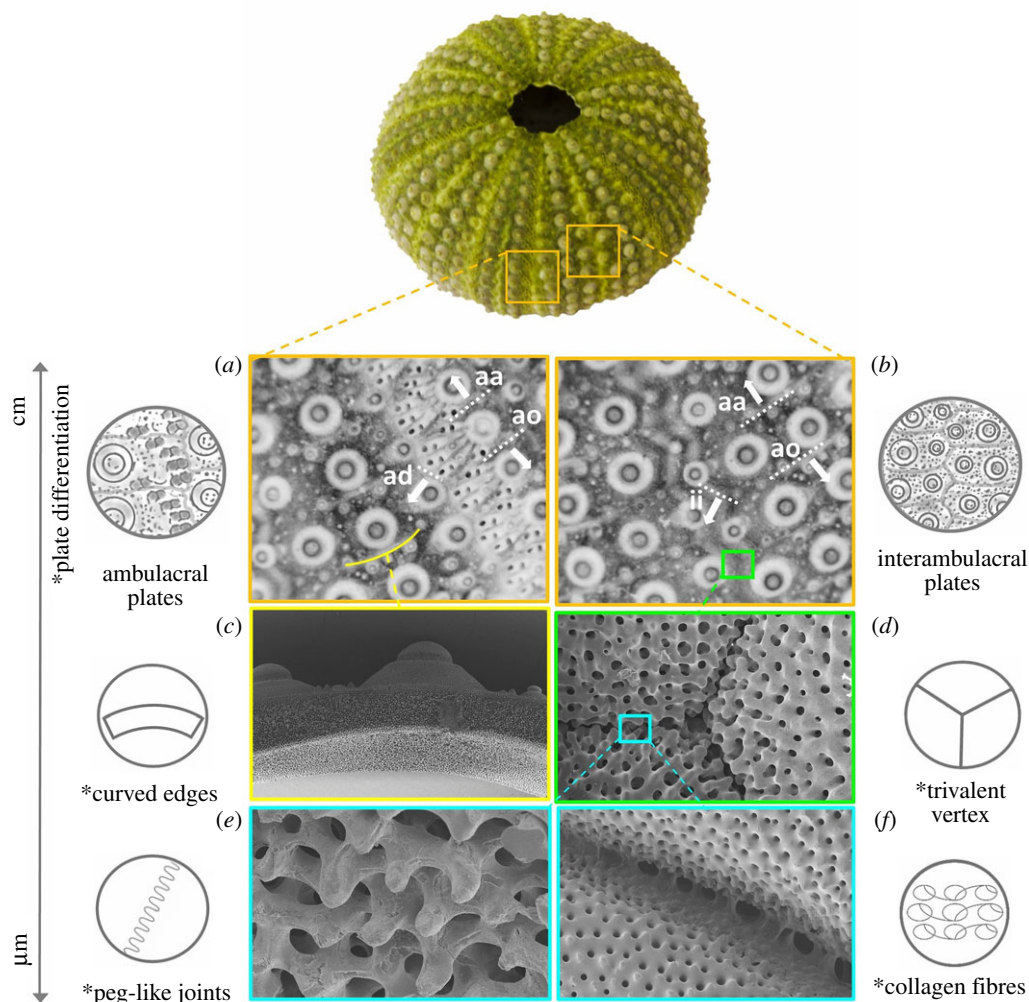 (a)
(b)
cm
*plate differentiation
aa
ao
ad
aa
ao
ii
ambulacral
plates
interambulacral
plates
(c)
(d)
*curved edges
*trivalent
vertex
(e)
(f)
µm
*peg-like joints
*collagen fibres